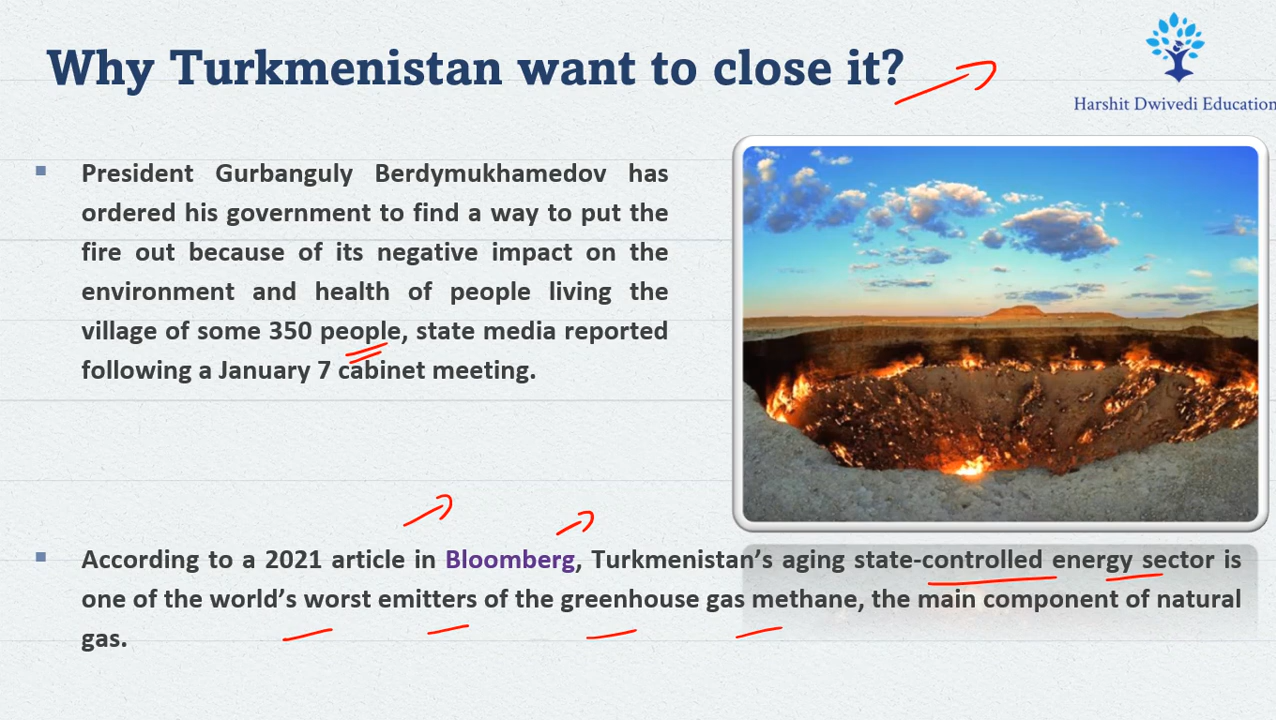 Why Turkmenistan want to close it?
Harshit Dwivedi Education
President Gurbanguly Berdymukhamedov has
ordered his government to find a way to put the
fire out because of its negative impact on the
environment and health of people living the
village of some 350 people, state media reported
following a January 7 cabinet meeting.
According to a 2021 article in Bloomberg, Turkmenistan’s aging state-controlled energy sector is
one of the world’s worst emitters of the greenhouse gas methane, the main component of natural
gas.